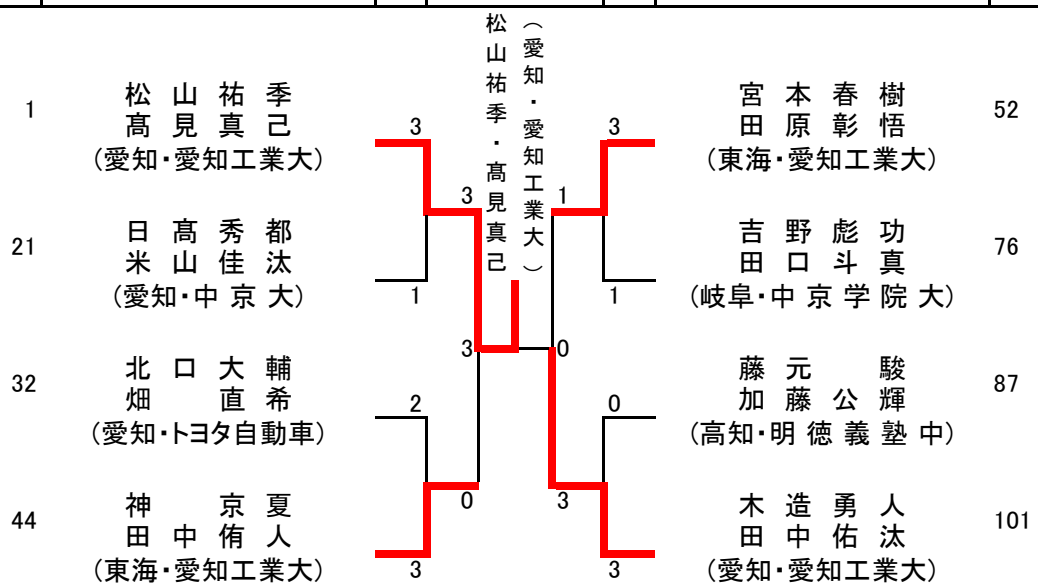 1
松山祐季
髙見真己
(愛知・愛知工業大)
3
21
日髙秀都
米山佳汰
(愛知・中京大)
1
3
32
北口大輔
畑　直希
(愛知・トヨタ自動車)
2
44
神　京夏
田中侑人
(東海・愛知工業大)
3
0
3
松山祐季・髙見真己
(愛知・愛知工業大)
0
1
3
3
宮本春樹
田原彰悟
(東海・愛知工業大)
52
1
吉野彪功
田口斗真
(岐阜・中京学院大)
76
0
藤元　駿
加藤公輝
(高知・明徳義塾中)
87
3
木造勇人
田中佑汰
(愛知・愛知工業大)
101